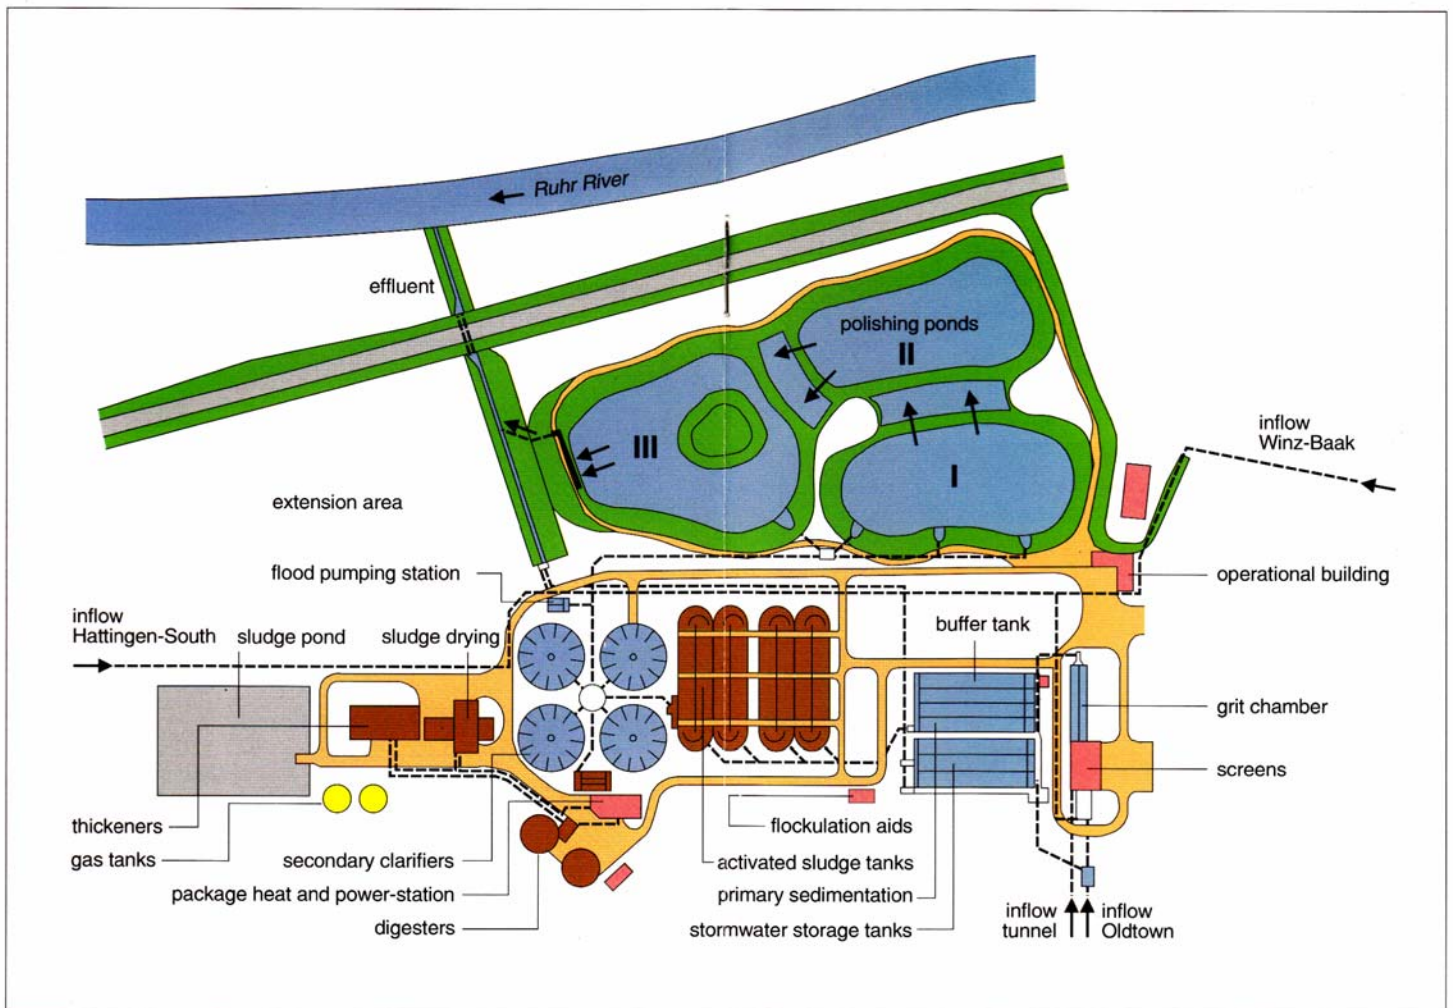 Ruhr River
effluent
polishing ponds
II
III
I
inflow
Winz-Baak
extension area
flood pumping station
operational building
inflow
Hattingen-South
sludge pond
sludge drying
buffer tank
grit chamber
screens
thickeners
gas tanks
secondary clarifiers
package heat and power-station
digesters
flockulation aids
activated sludge tanks
primary sedimentation
stormwater storage tanks
inflow
tunnel
inflow
Oldtown